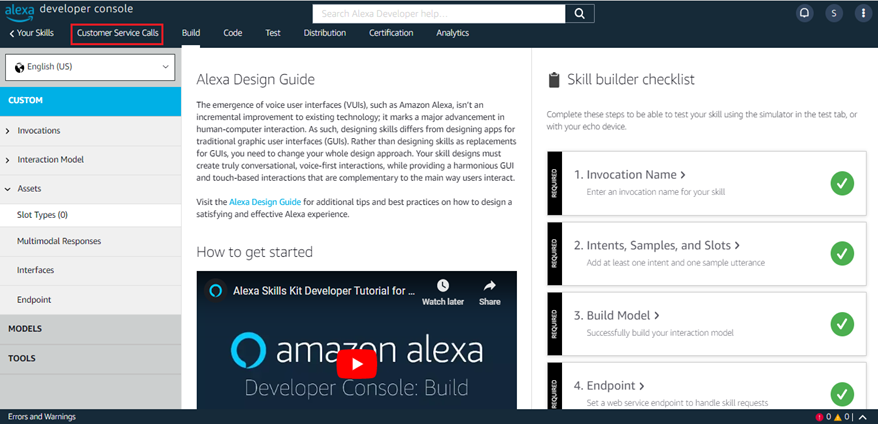 alexa developer console
Search Alexa Developer help...
S
Your Skills Customer Service Calls Build Code Test Distribution Certification Analytics
English (US)
CUSTOM
Invocations
Interaction Model
Assets
Slot Types (0)
Multimodal Responses
Interfaces
Endpoint
MODELS
TOOLS
Alexa Design Guide
The emergence of voice user interfaces (VUIs), such as Amazon Alexa, isn't an
incremental improvement to existing technology; it marks a major advancement in
human-computer interaction. As such, designing skills differs from designing apps for
traditional graphic user interfaces (GUIs). Rather than designing skills as replacements
for GUIs, you need to change your whole design approach. Your skill designs must
create truly conversational, voice-first interactions, while providing a harmonious GUI
and touch-based interactions that are complementary to the main way users interact.
Visit the Alexa Design Guide for additional tips and best practices on how to design a
satisfying and effective Alexa experience.
How to get started
Alexa Skills Kit Developer Tutorial for ...
Watch later Share
amazon alexa
Developer Console: Build
Skill builder checklist
Complete these steps to be able to test your skill using the simulator in the test tab, or
with your echo device.
REQUIRED
1. Invocation Name
Enter an invocation name for your skill
REQUIRED
2. Intents, Samples, and Slots
Add at least one intent and one sample utterance
REQUIRED
3. Build Model
Successfully build your interaction model
REQUIRED
4. Endpoint
Set a web service endpoint to handle skill requests
Errors and Warnings
0 0